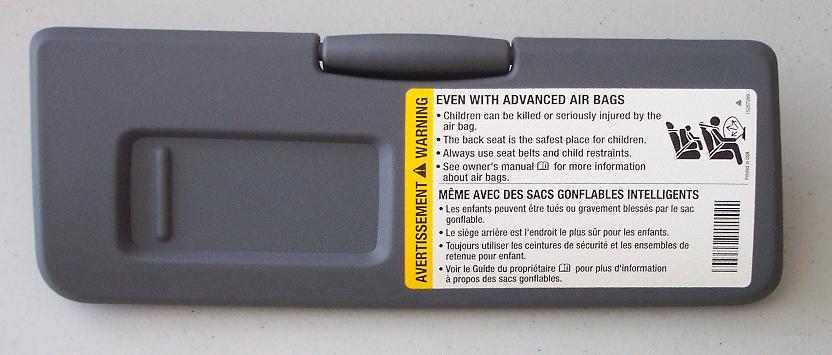 AVERTISSEMENT ⚠ WARNING
EVEN WITH ADVANCED AIR BAGS
• Children can be killed or seriously injured by the
air bag.
• The back seat is the safest place for children.
• Always use seat belts and child restraints.
• See owner's manual for more information
about air bags.
MÊME AVEC DES SACS GONFLABLES INTELLIGENTS
• Les enfants peuvent être tués ou gravement blessés par le sac
gonflable.
• Le siège arrière est l'endroit le plus sûr pour les enfants.
• Toujours utiliser les ceintures de sécurité et les ensembles de
retenue pour enfant.
• Voir le Guide du propriétaire pour plus d'information
à propos des sacs gonflables.
Printed in USA